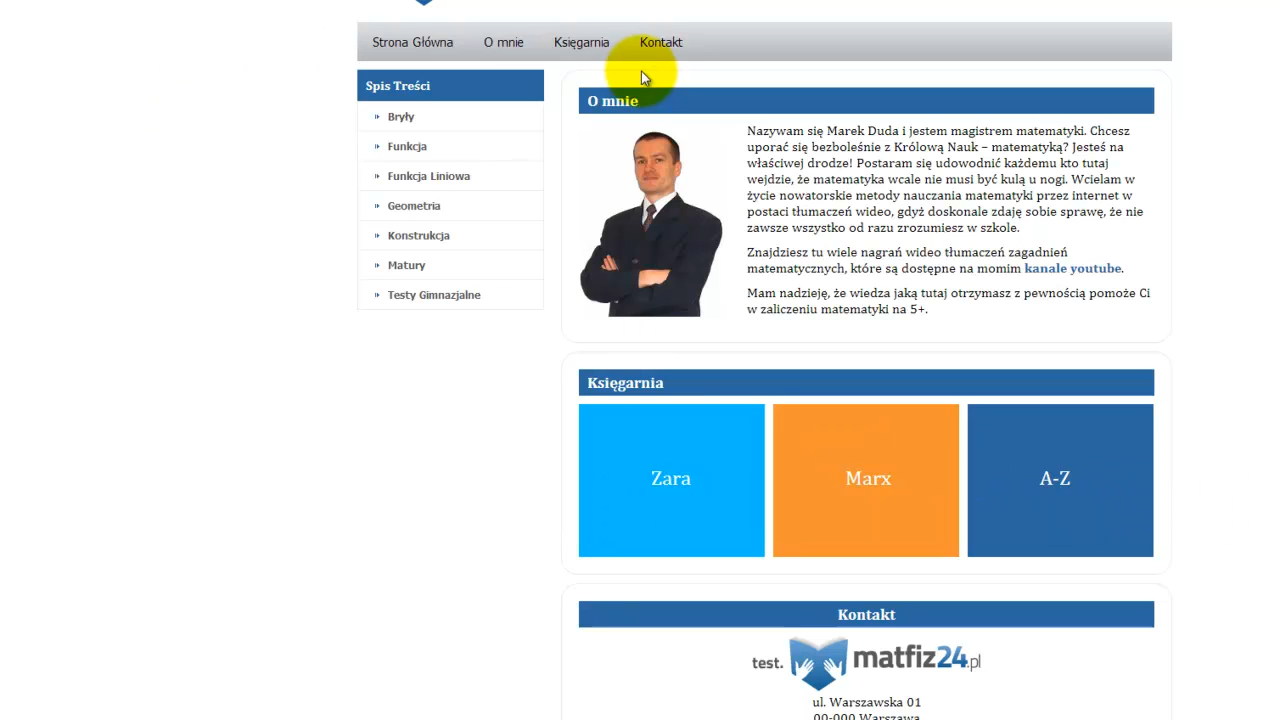 Strona Główna O mnie Księgarnia Kontakt
Spis Treści
Bryły
Funkcja
Funkcja Liniowa
Geometria
Konstrukcja
Matury
Testy Gimnazjalne
O mnie
Nazywam się Marek Duda i jestem magistrem matematyki. Chcesz
uporać się bezboleśnie z Królową Nauk – matematyką? Jesteś na
właściwej drodze! Postaram się udowodnić każdemu kto tutaj
wejdzie, że matematyka wcale nie musi być kulą u nogi. Wcielam w
życie nowatorskie metody nauczania matematyki przez internet w
postaci tłumaczeń wideo, gdyż doskonale zdaję sobie sprawę, że nie
zawsze wszystko od razu zrozumiesz w szkole.
Znajdziesz tu wiele nagrań wideo tłumaczeń zagadnień
matematycznych, które są dostępne na momim kanale youtube.
Mam nadzieję, że wiedza jaką tutaj otrzymasz z pewnością pomoże Ci
w zaliczeniu matematyki na 5+.
Księgarnia
Zara
Marx
A-Z
Kontakt
test. matfiz24.pl
ul. Warszawska 01
00-000 Warszawa